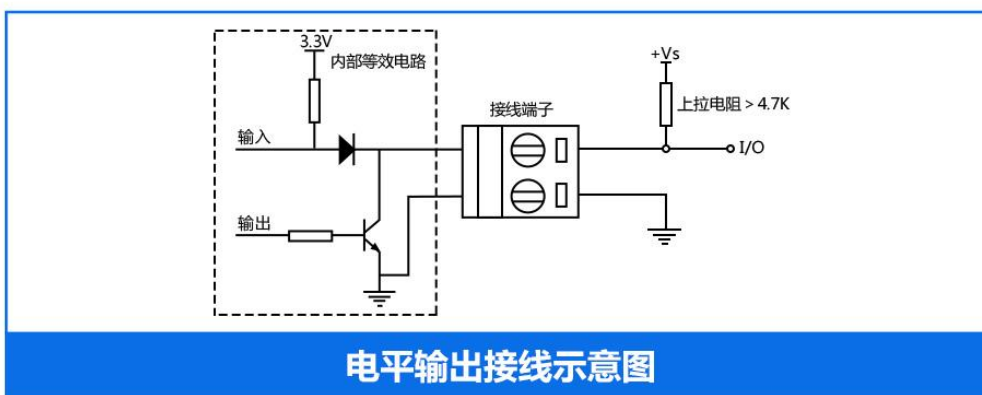 3.3V
内部等效电路
+Vs
上拉电阻 > 4.7K
接线端子
输入
I/O
输出
电平输出接线示意图